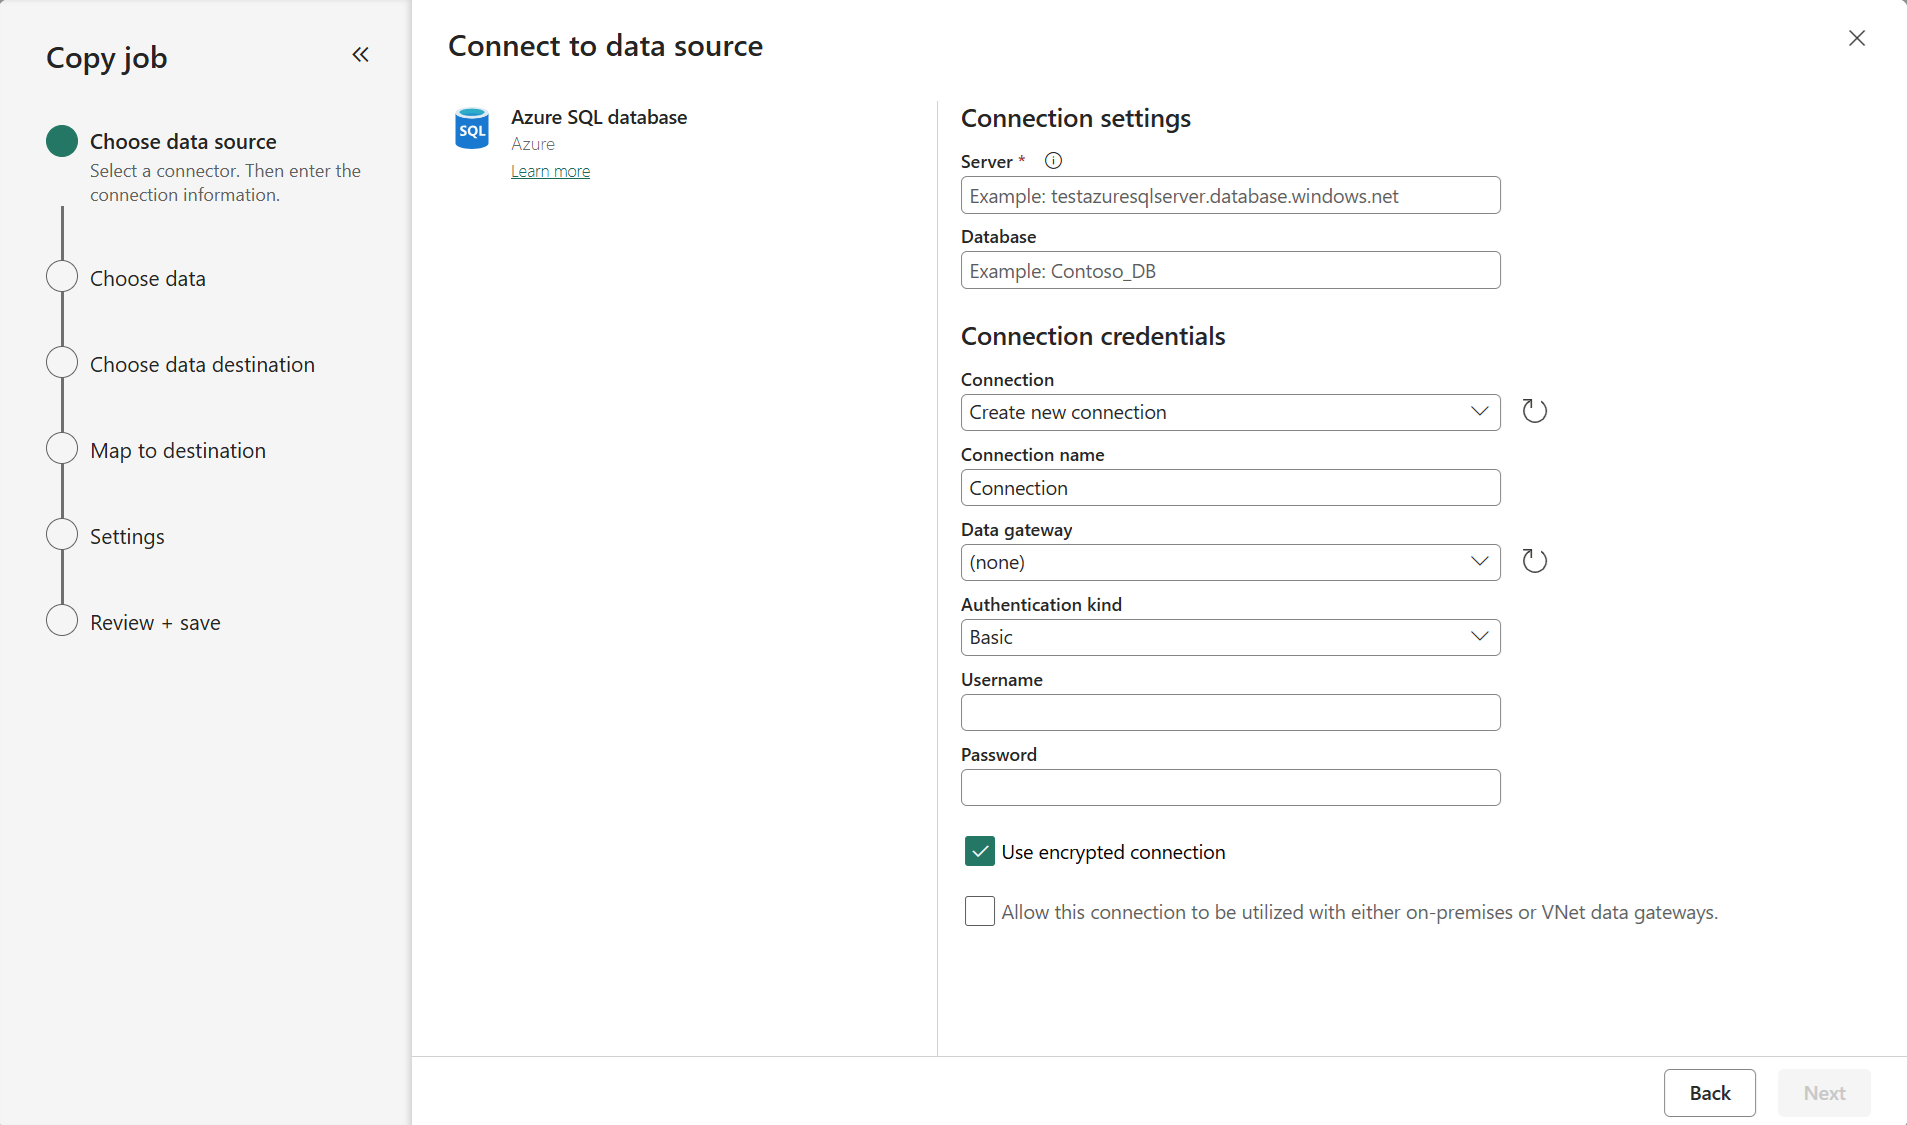 Copy job
Choose data source
Select a connector. Then enter the
connection information.
Choose data
Choose data destination
Map to destination
Settings
Review + save
Connect to data source
SQL
Azure SQL database
Azure
Learn more
Connection settings
Server *
Example: testazuresqlserver.database.windows.net
Database
Example: Contoso_DB
Connection credentials
Connection
Create new connection
Connection name
Connection
Data gateway
(none)
Authentication kind
Basic
Username
Password
Use encrypted connection
Allow this connection to be utilized with either on-premises or VNet data gateways.
Back
Next